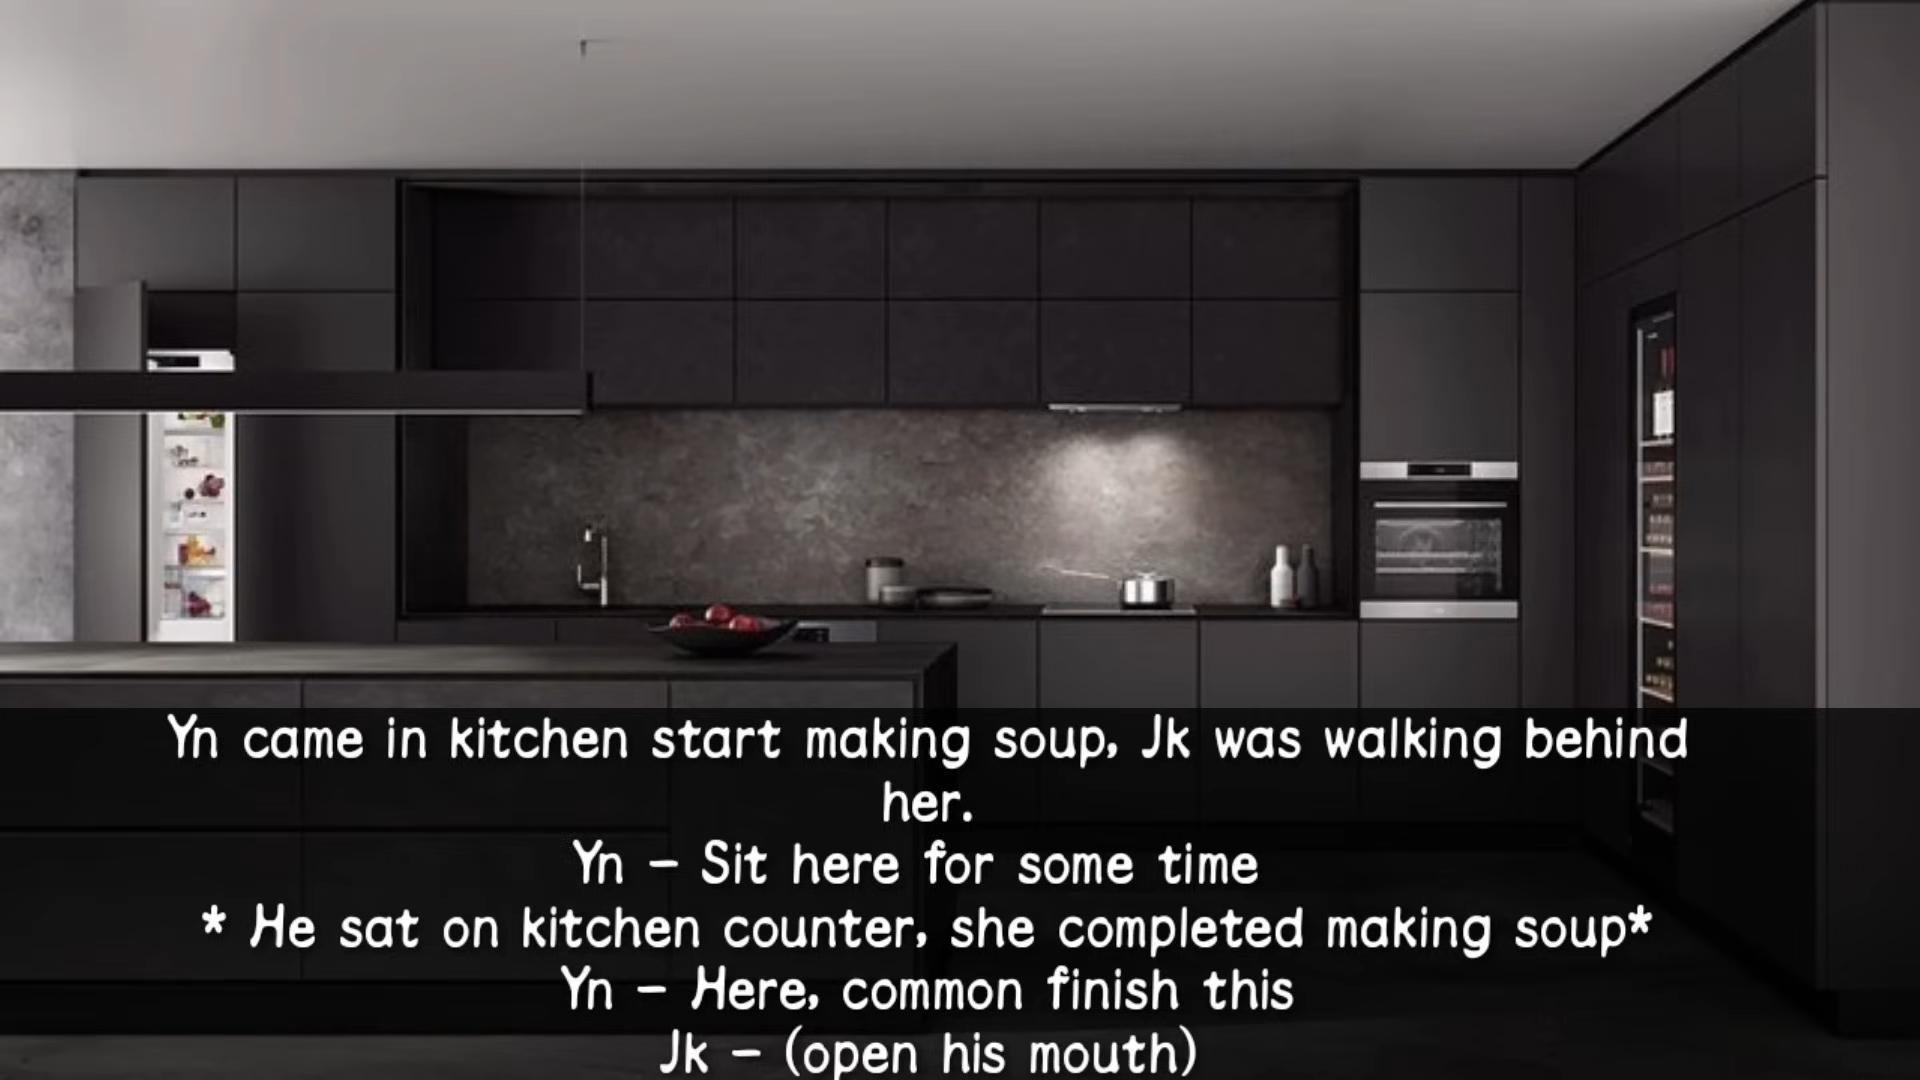 Yn came in kitchen start making soup, Jk was walking behind
her.
Yn - Sit here for some time
* He sat on kitchen counter, she completed making soup*
Yn - Here, common finish this
Jk - (open his mouth)